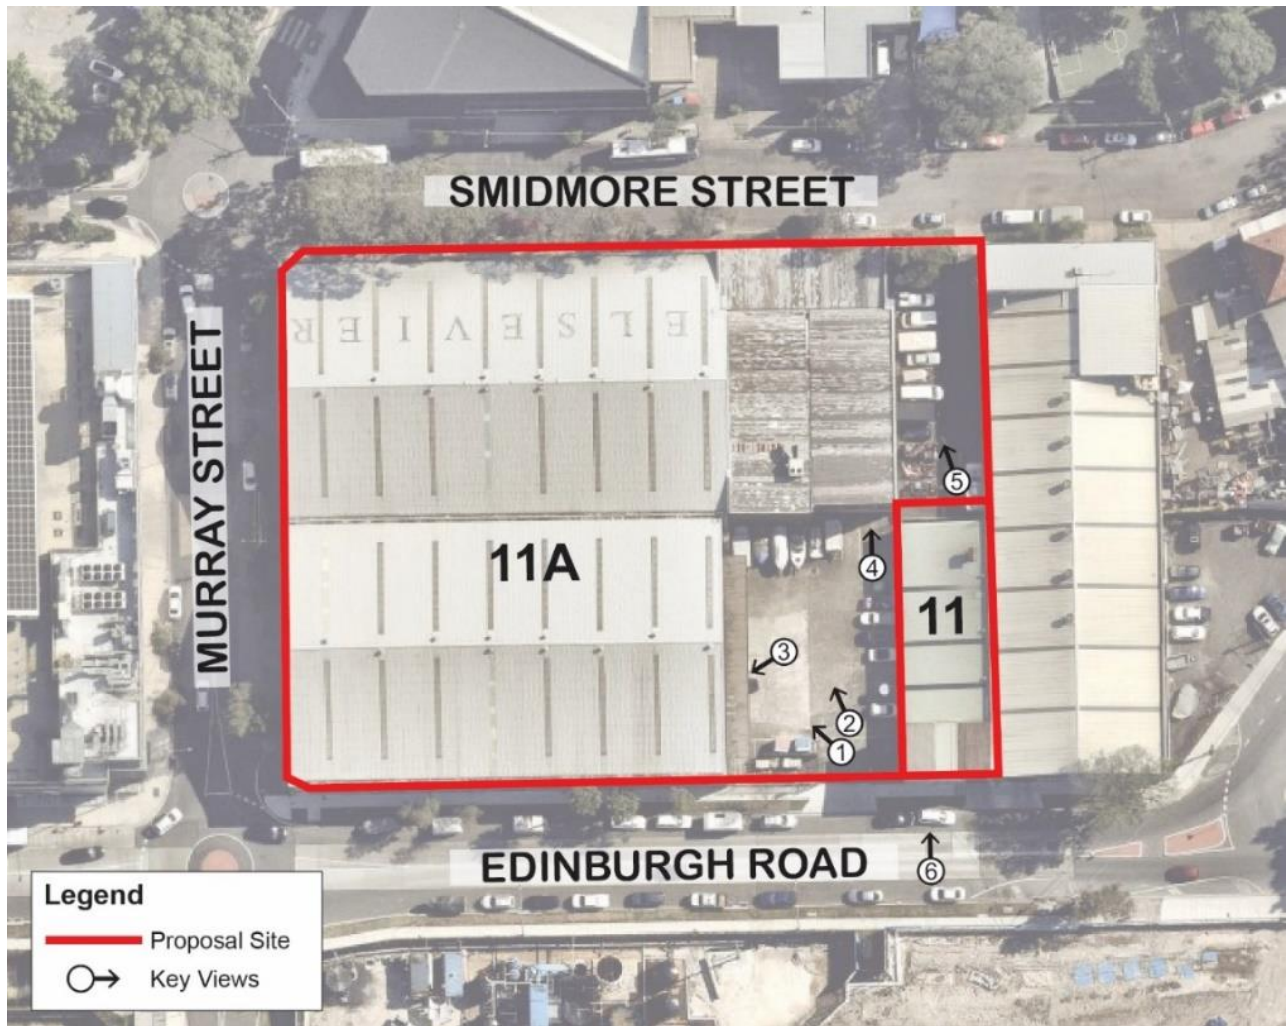 SMIDMORE STREET
ELSEVIER
MURRAY STREET
11A
11
5
4
3
2
1
6
EDINBURGH ROAD
Legend
Proposal Site
Key Views